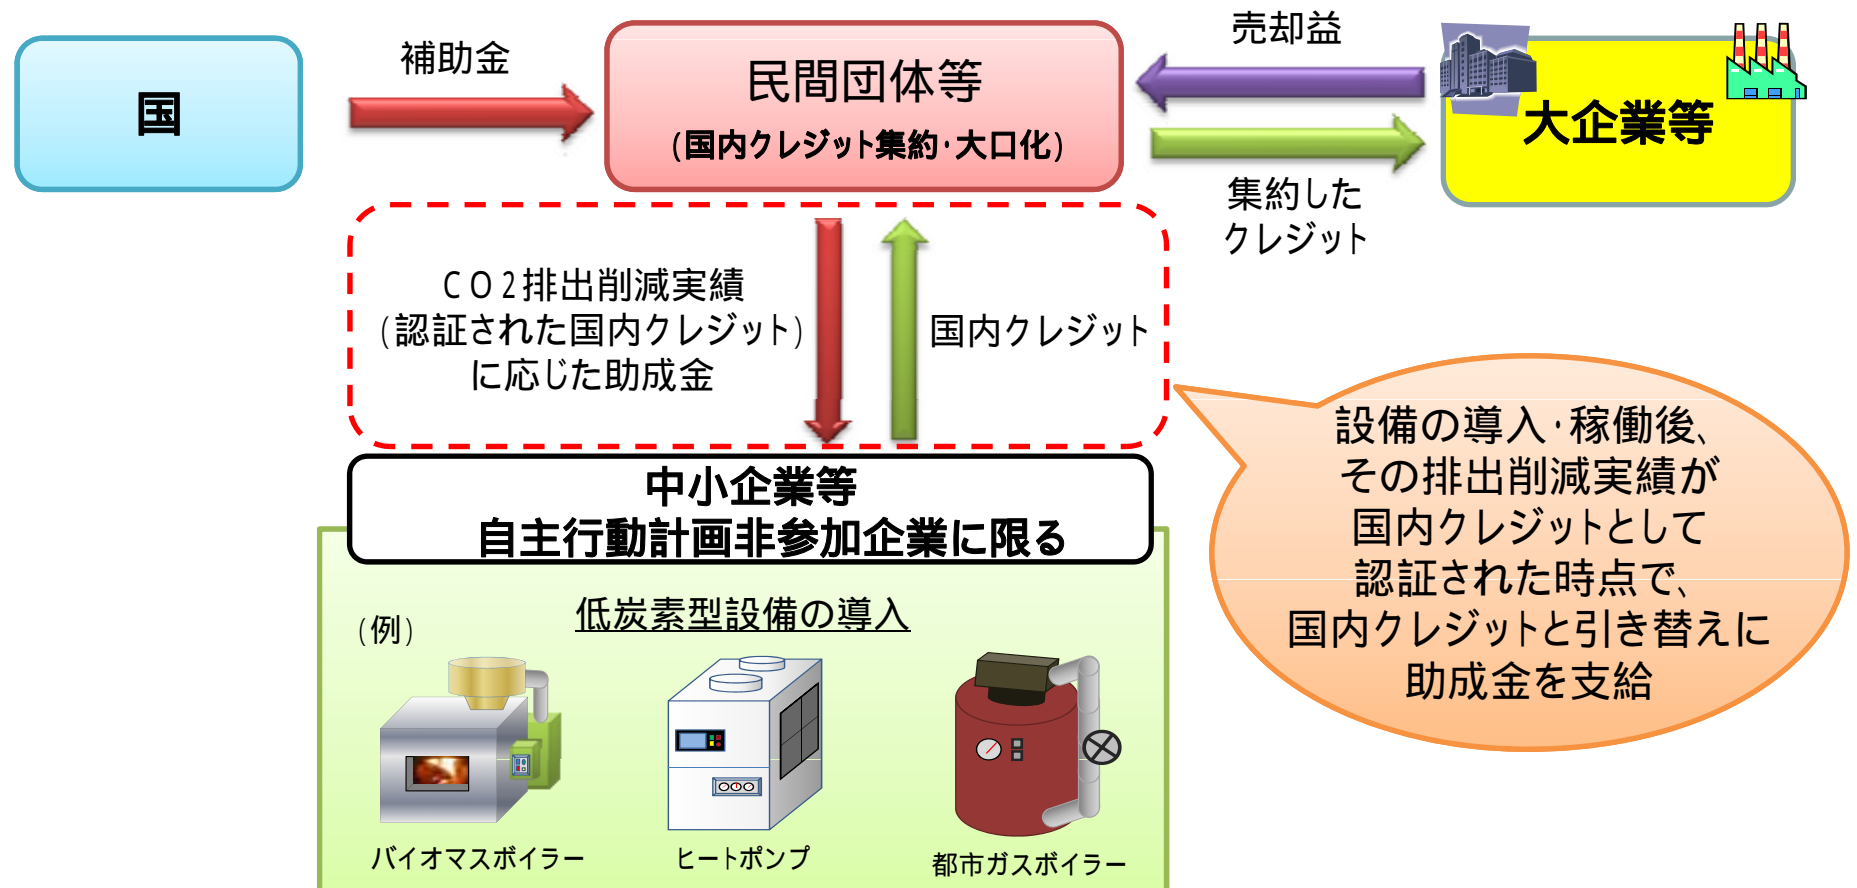 国
補助金
民間団体等
(国内クレジット集約・大口化)
売却益
大企業等
集約した
クレジット
CO2排出削減実績
(認証された国内クレジット)
に応じた助成金
国内クレジット
中小企業等
自主行動計画非参加企業に限る
設備の導入・稼働後、
その排出削減実績が
国内クレジットとして
認証された時点で、
国内クレジットと引き替えに
助成金を支給
低炭素型設備の導入
(例)
バイオマスボイラー
ヒートポンプ
都市ガスボイラー